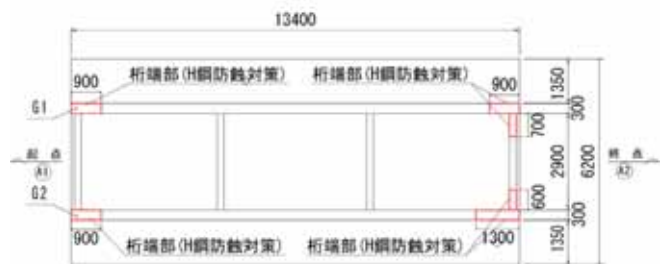 13400
900
桁端部(H鋼防蝕対策)
桁端部(H鋼防蝕対策)
900
1350
G1
300
700
起 点
A1
2900
6200
終 点
A2
600
G2
300
900
桁端部(H鋼防蝕対策)
桁端部(H鋼防蝕対策)
1300
1350